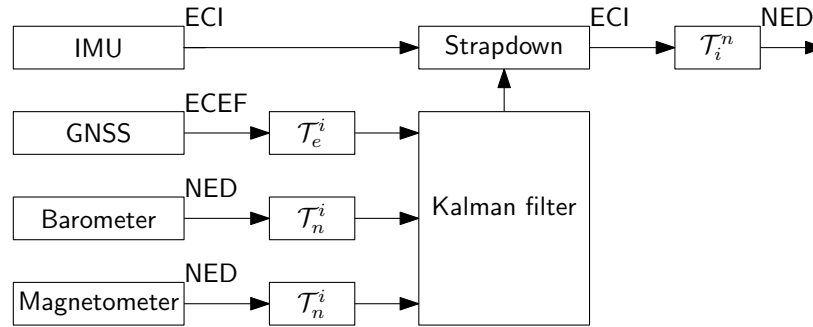 ECI
ECI
NED
IMU
Strapdown
𝒯ᵢⁿ
ECEF
GNSS
𝒯ₑⁱ
NED
Barometer
𝒯ₙⁱ
Kalman filter
NED
Magnetometer
𝒯ₙⁱ